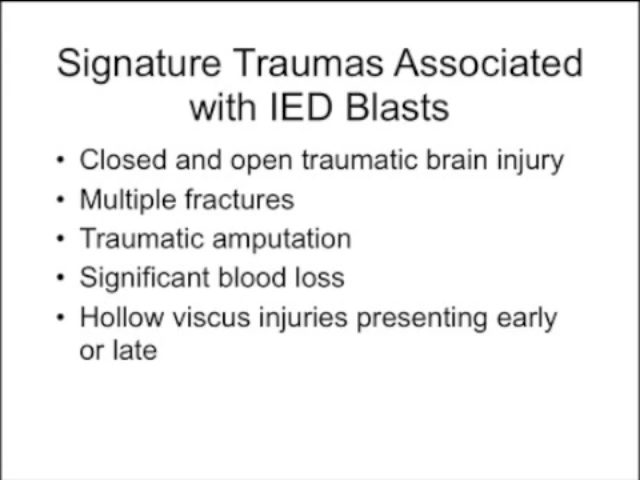 Signature Traumas Associated
with IED Blasts
• Closed and open traumatic brain injury
• Multiple fractures
• Traumatic amputation
• Significant blood loss
• Hollow viscus injuries presenting early
or late